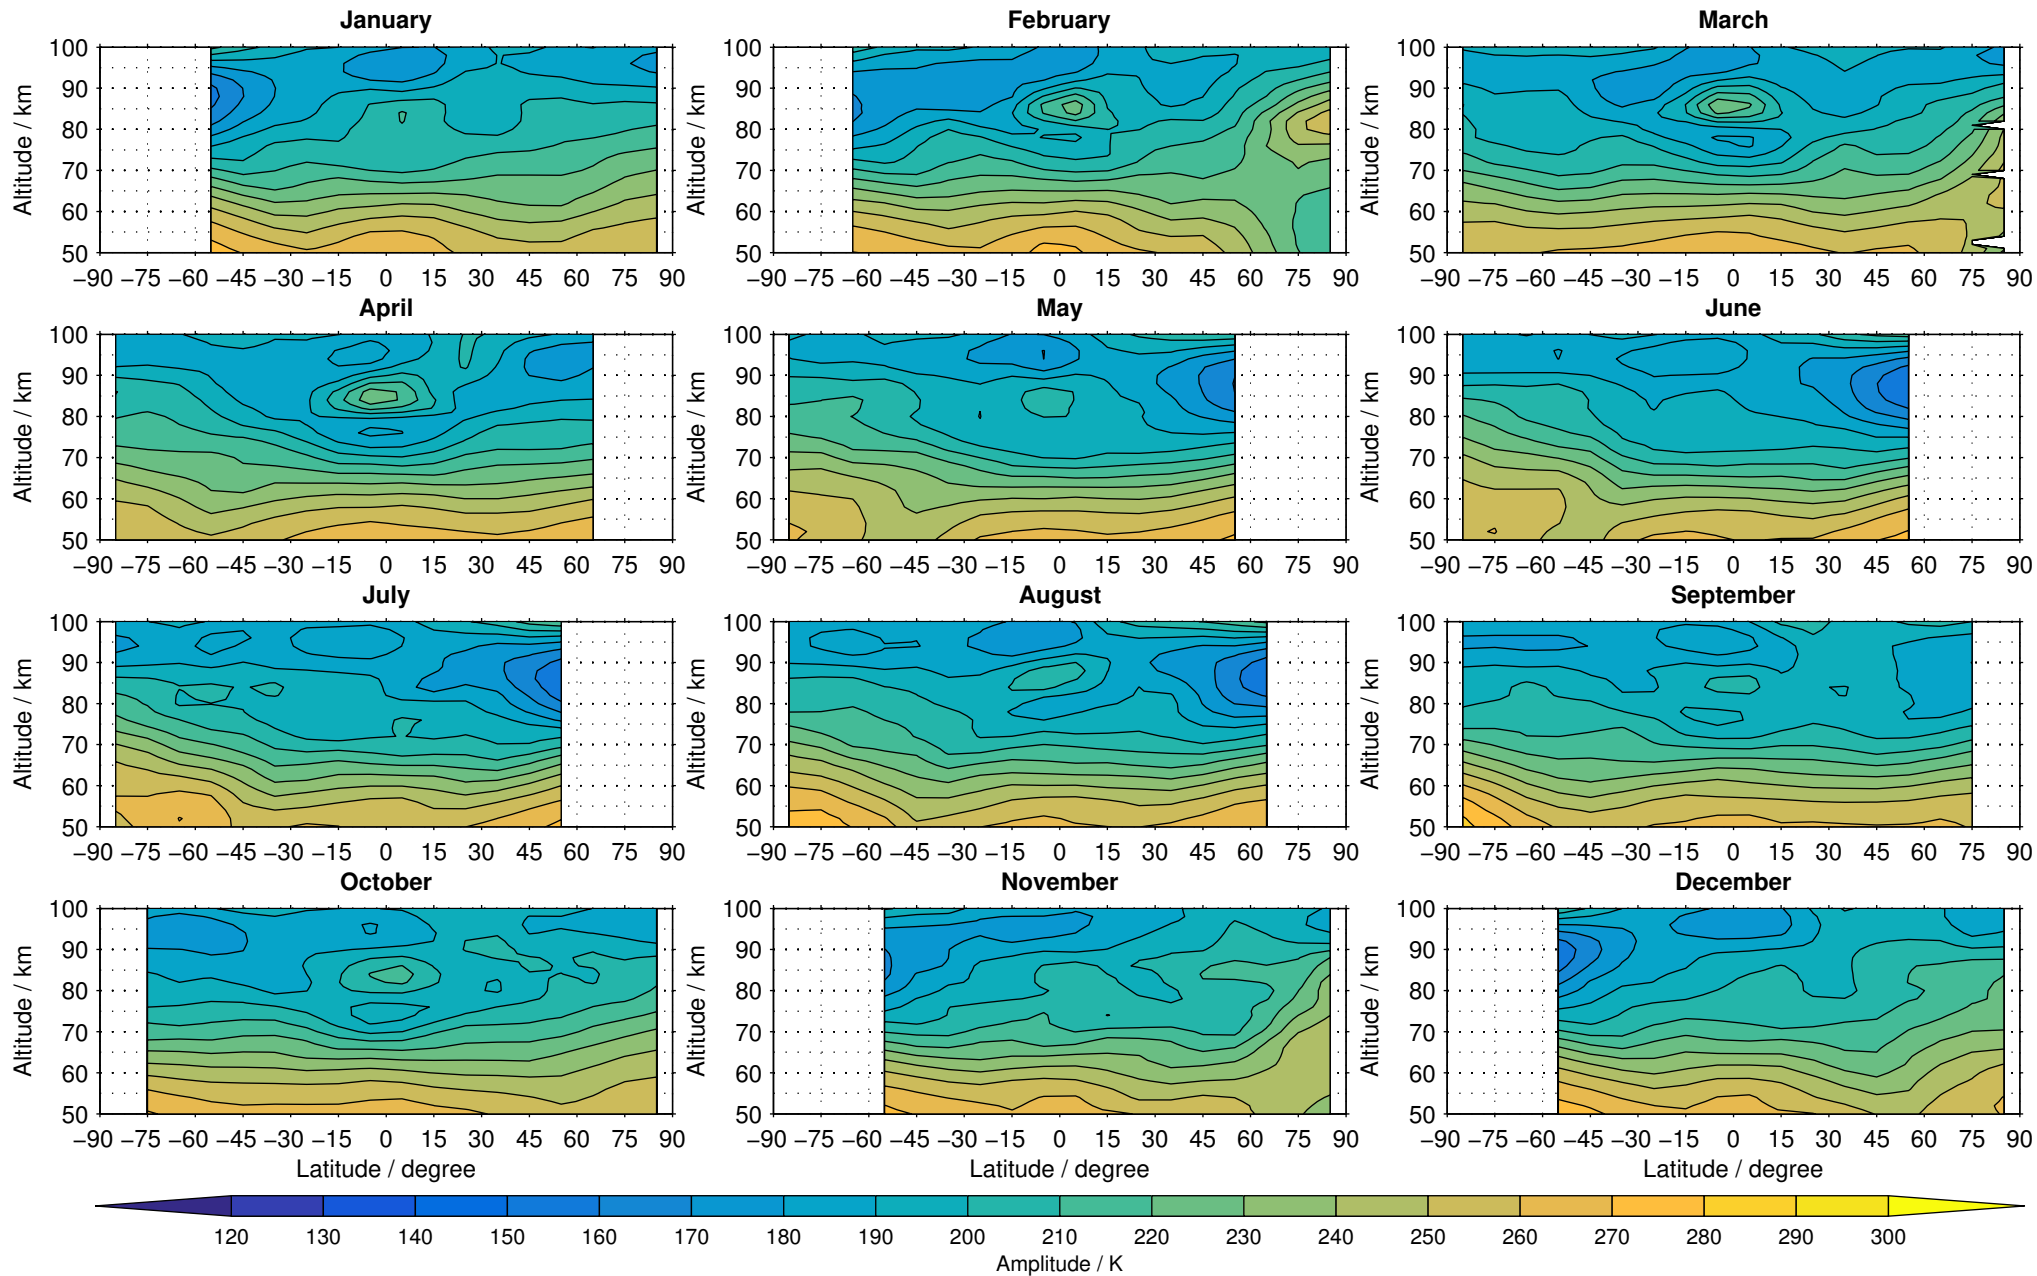 January February March
100 100 100
90 90 90
80 80 80
70 70 70
60 60 60
50 50 50
Altitude / km Altitude / km Altitude / km
−90 −75 −60 −45 −30 −15 0 15 30 45 60 75 90 −90 −75 −60 −45 −30 −15 0 15 30 45 60 75 90 −90 −75 −60 −45 −30 −15 0 15 30 45 60 75 90
April May June
100 100 100
90 90 90
80 80 80
70 70 70
60 60 60
50 50 50
Altitude / km Altitude / km Altitude / km
−90 −75 −60 −45 −30 −15 0 15 30 45 60 75 90 −90 −75 −60 −45 −30 −15 0 15 30 45 60 75 90 −90 −75 −60 −45 −30 −15 0 15 30 45 60 75 90
July August September
100 100 100
90 90 90
80 80 80
70 70 70
60 60 60
50 50 50
Altitude / km Altitude / km Altitude / km
−90 −75 −60 −45 −30 −15 0 15 30 45 60 75 90 −90 −75 −60 −45 −30 −15 0 15 30 45 60 75 90 −90 −75 −60 −45 −30 −15 0 15 30 45 60 75 90
October November December
100 100 100
90 90 90
80 80 80
70 70 70
60 60 60
50 50 50
Altitude / km Altitude / km Altitude / km
−90 −75 −60 −45 −30 −15 0 15 30 45 60 75 90 −90 −75 −60 −45 −30 −15 0 15 30 45 60 75 90 −90 −75 −60 −45 −30 −15 0 15 30 45 60 75 90
Latitude / degree Latitude / degree Latitude / degree
120 130 140 150 160 170 180 190 200 210 220 230 240 250 260 270 280 290 300
Amplitude / K